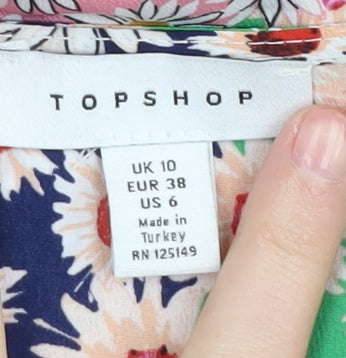 TOPSHOP
UK 10
EUR 38
US 6
Made in
Turkey
RN 125149